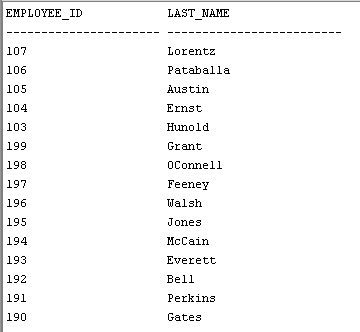 EMPLOYEE_ID LAST_NAME
--------------------- -------------------------
107 Lorentz
106 Pataballa
105 Austin
104 Ernst
103 Hunold
199 Grant
198 OConnell
197 Feeney
196 Walsh
195 Jones
194 McCain
193 Everett
192 Bell
191 Perkins
190 Gates